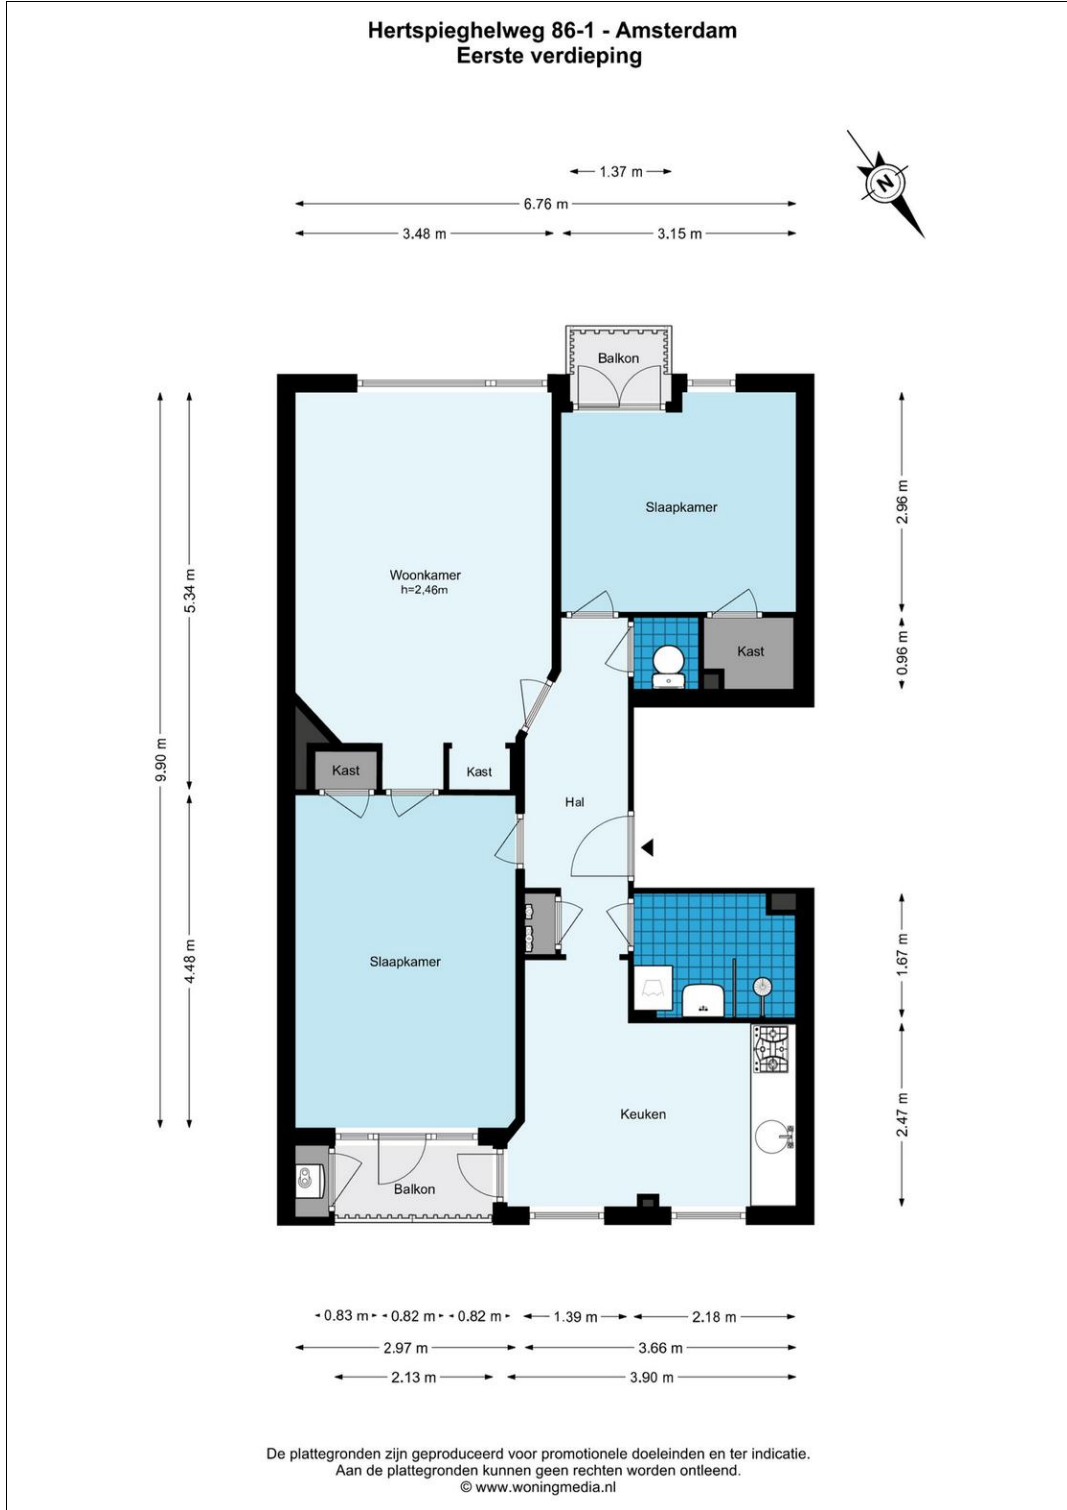 Hertspieghelweg 86-1 - Amsterdam
Eerste verdieping
N
1.37 m
6.76 m
3.48 m
3.15 m
Balkon
Slaapkamer
2.96 m
Woonkamer
h=2,46m
5.34 m
Kast
0.96 m
9.90 m
Kast
Kast
Hal
Slaapkamer
4.48 m
1.67 m
Keuken
2.47 m
Balkon
0.83 m
0.82 m
0.82 m
1.39 m
2.18 m
2.97 m
3.66 m
2.13 m
3.90 m
De plattegronden zijn geproduceerd voor promotionele doeleinden en ter indicatie.
Aan de plattegronden kunnen geen rechten worden ontleend.
© www.woningmedia.nl